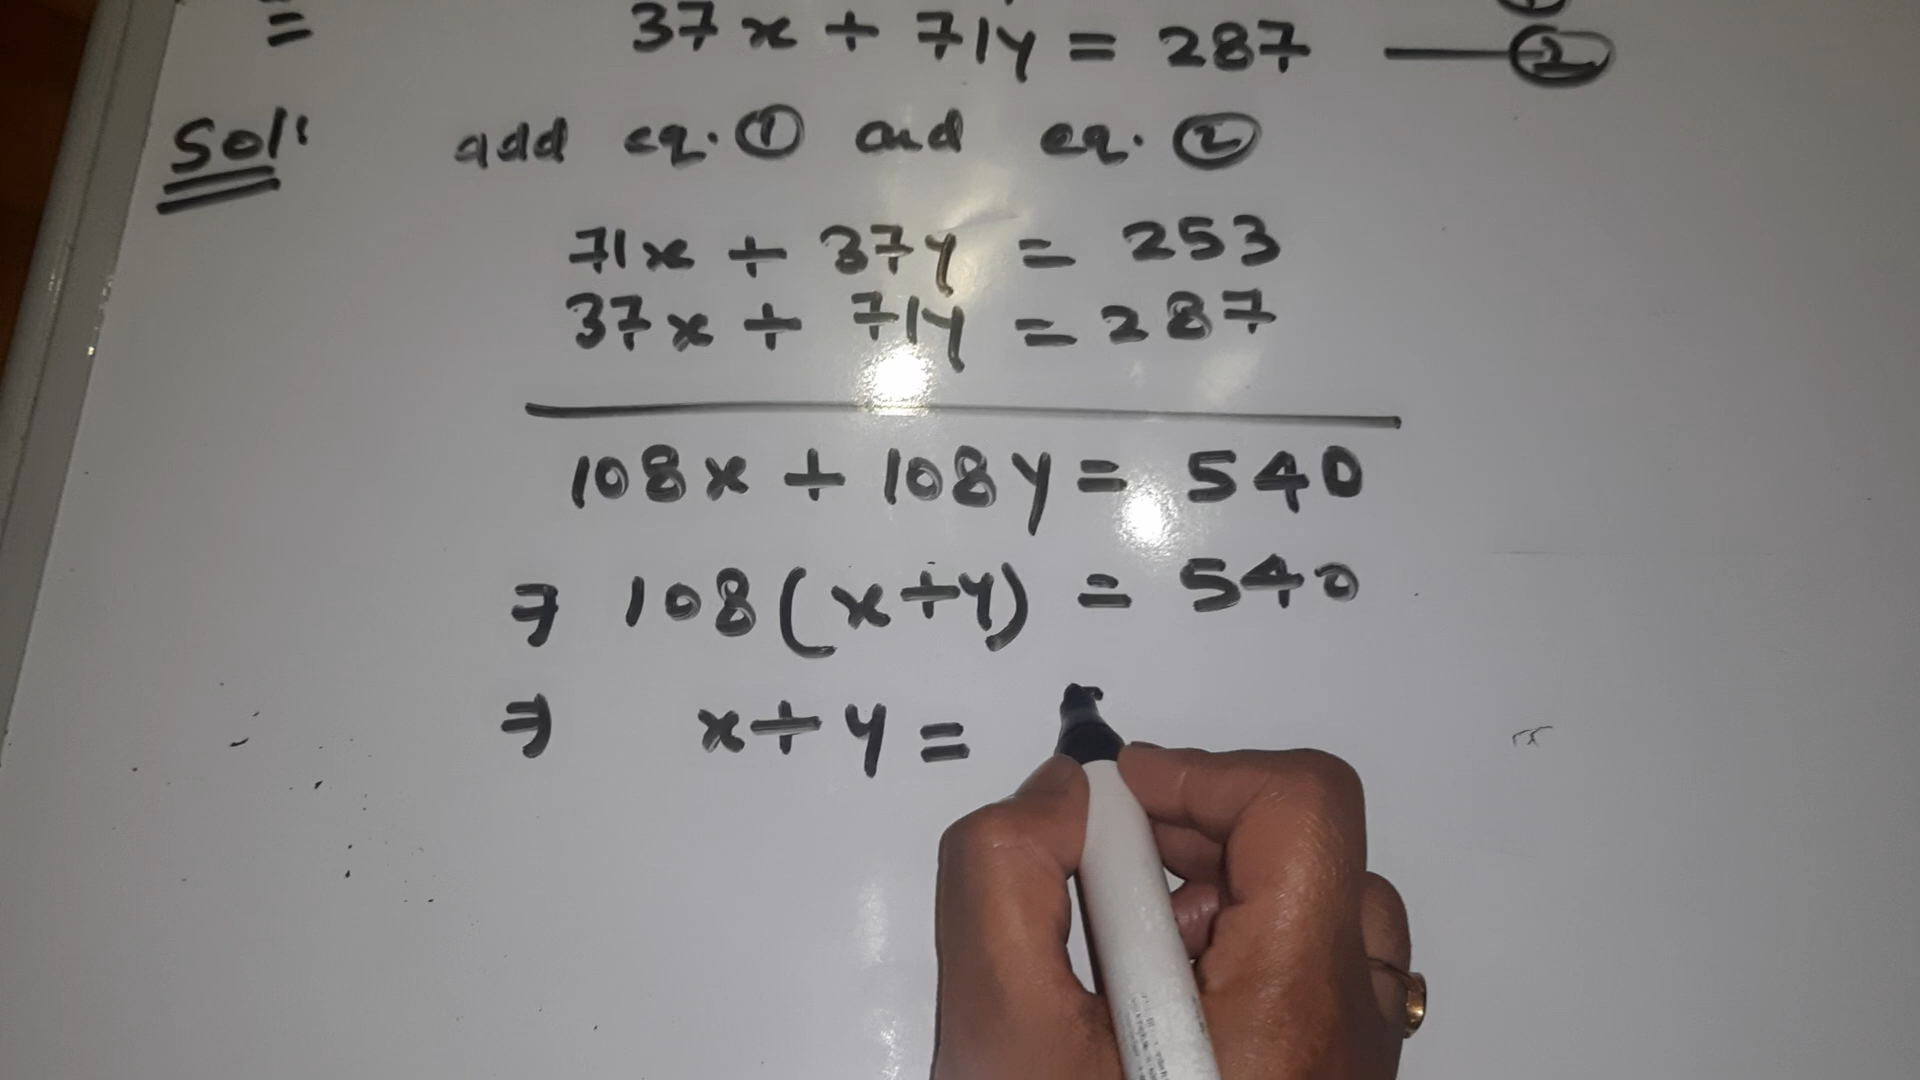 = 37x + 71y = 287 — ②
Sol: add eq. ① and eq. ②
71x + 37y = 253
37x + 71y = 287
108x + 108y = 540
⇒ 108(x+y) = 540
⇒ x+y =